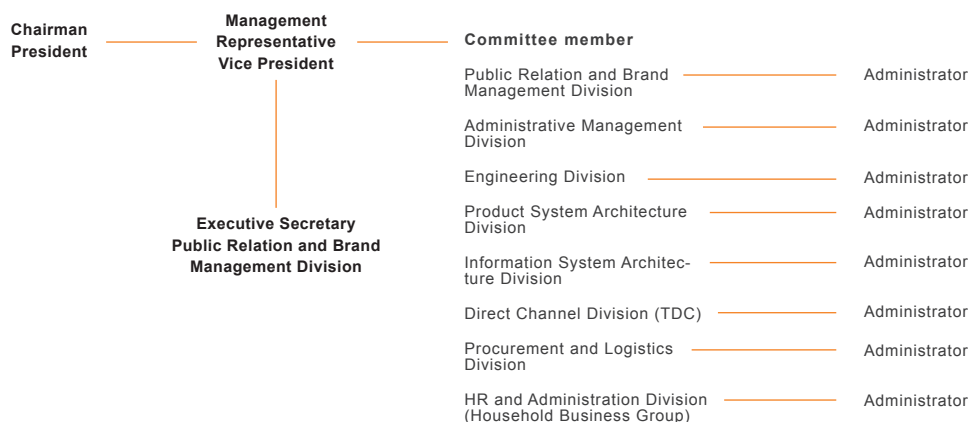 Chairman
President
Management
Representative
Vice President
Executive Secretary
Public Relation and Brand
Management Division
Committee member
Public Relation and Brand
Management Division
Administrator
Administrative Management
Division
Administrator
Engineering Division
Administrator
Product System Architecture
Division
Administrator
Information System Architec-
ture Division
Administrator
Direct Channel Division (TDC)
Administrator
Procurement and Logistics
Division
Administrator
HR and Administration Division
(Household Business Group)
Administrator